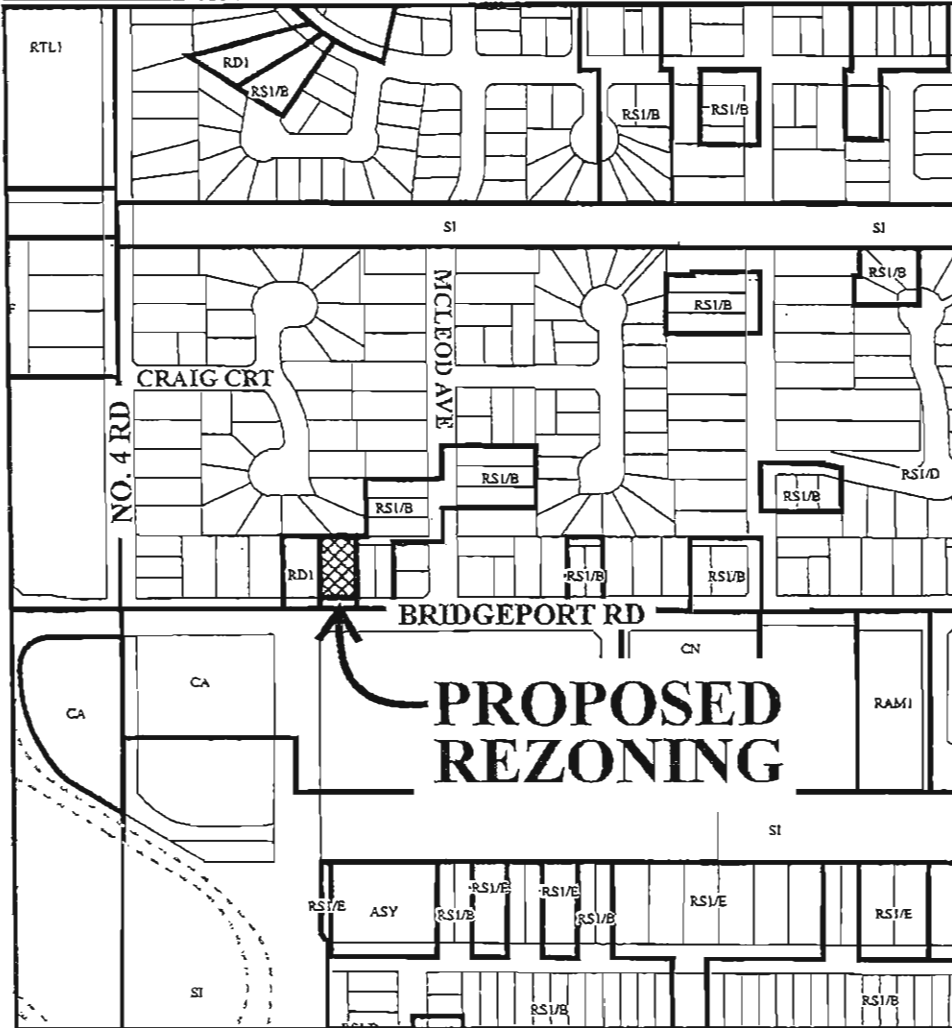 RTL1
RD1
RS1/B
RS1/B
RS1/B
SI
SI
RS1/B
RS1/B
MCLEOD AVE
CRAIG CRT
NO. 4 RD
RS1/B
RS1/B
RS1/D
RS1/B
RD1
RS1/B
RS1/B
BRIDGEPORT RD
CN
CA
CA
RAM1
PROPOSED
REZONING
SI
RS1/E
ASY
RS1/B
RS1/E
RS1/E
RS1/B
RS1/E
RS1/E
SI
RS1/B
RS1/B